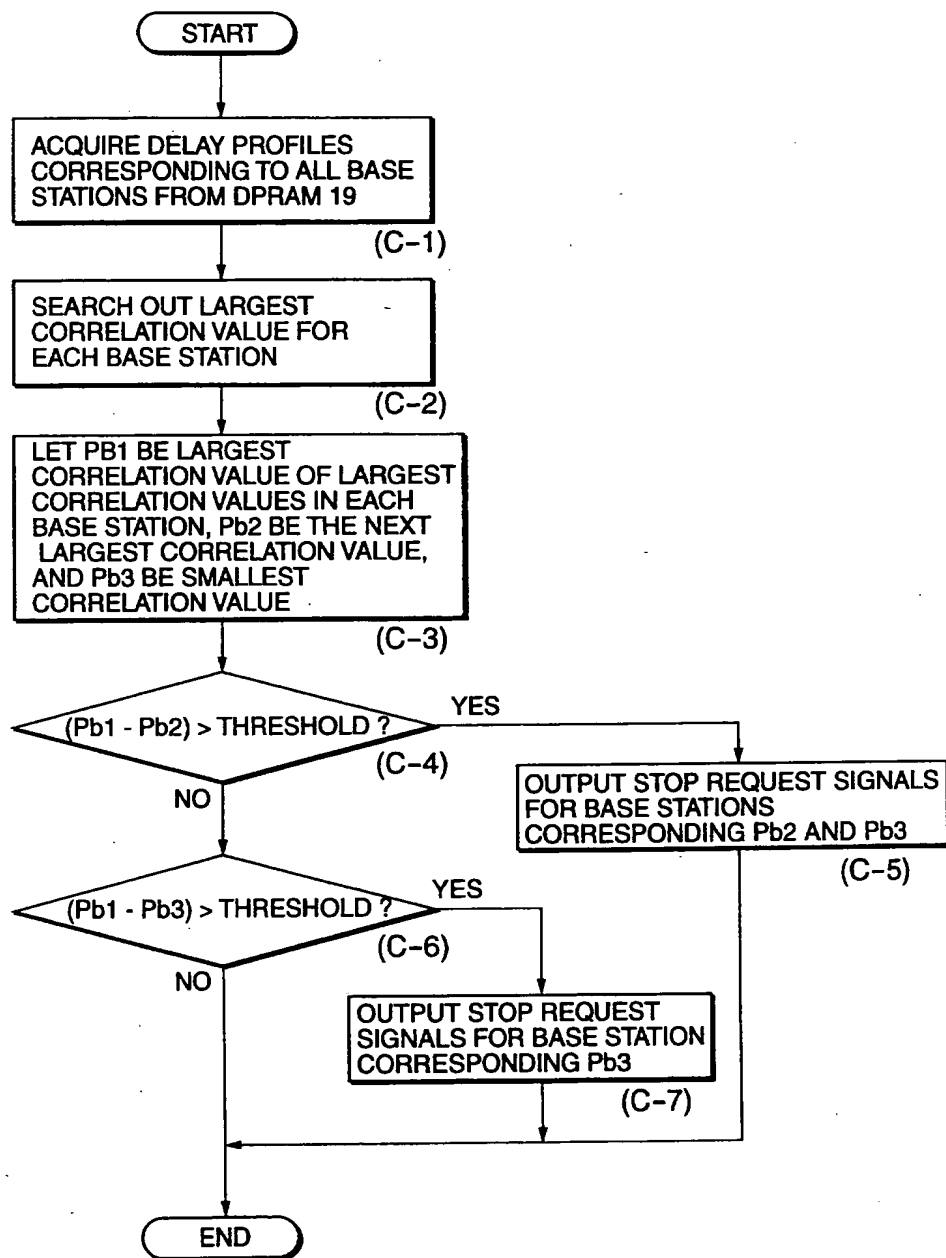 START
ACQUIRE DELAY PROFILES
CORRESPONDING TO ALL BASE
STATIONS FROM DPRAM 19
(C-1)
SEARCH OUT LARGEST
CORRELATION VALUE FOR
EACH BASE STATION
(C-2)
LET PB1 BE LARGEST
CORRELATION VALUE OF LARGEST
CORRELATION VALUES IN EACH
BASE STATION, Pb2 BE THE NEXT
LARGEST CORRELATION VALUE,
AND Pb3 BE SMALLEST
CORRELATION VALUE
(C-3)
(Pb1 - Pb2) > THRESHOLD ?
YES
(C-4)
NO
OUTPUT STOP REQUEST SIGNALS
FOR BASE STATIONS
CORRESPONDING Pb2 AND Pb3
(C-5)
(Pb1 - Pb3) > THRESHOLD ?
YES
(C-6)
NO
OUTPUT STOP REQUEST
SIGNALS FOR BASE STATION
CORRESPONDING Pb3
(C-7)
END